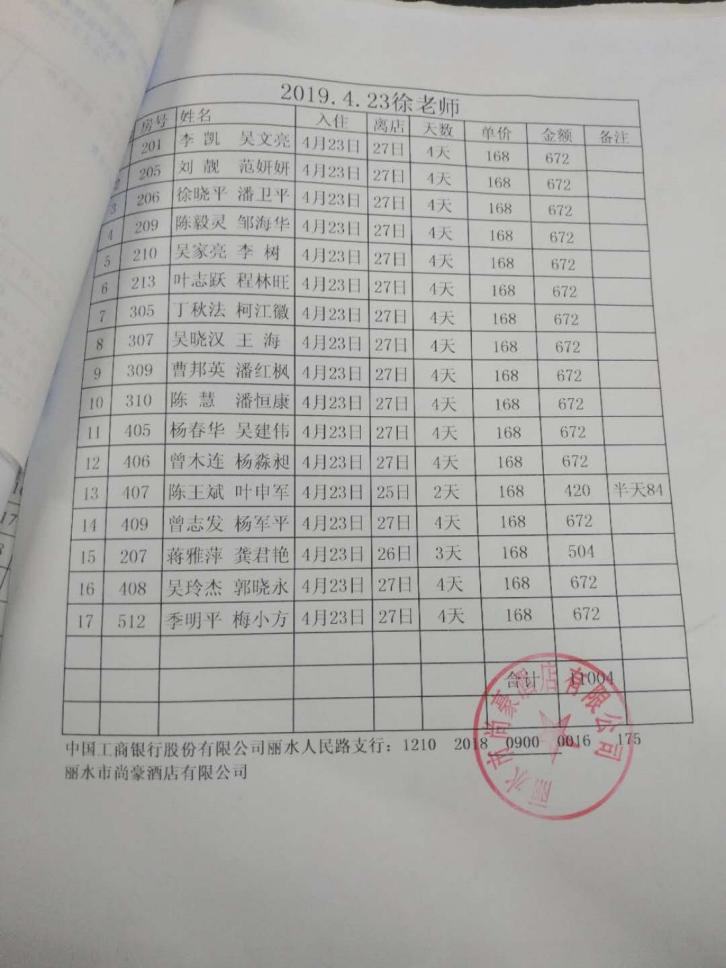 2019.4.23徐老师
房号 姓名 入住 离店 天数 单价 金额 备注
201 李 凯 吴文亮 4月23日 27日 4天 168 672
2 205 刘 靓 范妍妍 4月23日 27日 4天 168 672
3 206 徐晓平 潘卫平 4月23日 27日 4天 168 672
4 209 陈毅灵 邹海华 4月23日 27日 4天 168 672
5 210 吴家亮 李 树 4月23日 27日 4天 168 672
6 213 叶志跃 程林旺 4月23日 27日 4天 168 672
7 305 丁秋法 柯江徽 4月23日 27日 4天 168 672
8 307 吴晓汉 王 海 4月23日 27日 4天 168 672
9 309 曹邦英 潘红枫 4月23日 27日 4天 168 672
10 310 陈 慧 潘恒康 4月23日 27日 4天 168 672
11 405 杨春华 吴建伟 4月23日 27日 4天 168 672
12 406 曾木连 杨淼昶 4月23日 27日 4天 168 672
13 407 陈王斌 叶申军 4月23日 25日 2天 168 420 半天84
14 409 曾志发 杨军平 4月23日 27日 4天 168 672
15 207 蒋雅萍 龚君艳 4月23日 26日 3天 168 504
16 408 吴玲杰 郭晓永 4月23日 27日 4天 168 672
17 512 季明平 梅小方 4月23日 27日 4天 168 672
合计 11004
中国工商银行股份有限公司丽水人民路支行：1210 2018 0900 0016 175
丽水市尚豪酒店有限公司
丽水市尚豪酒店有限公司